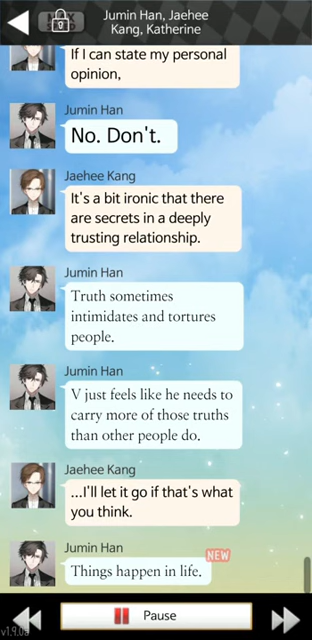 Jumin Han, Jaehee
Kang, Katherine
If I can state my personal
opinion,
Jumin Han
No. Don't.
Jaehee Kang
It's a bit ironic that there
are secrets in a deeply
trusting relationship.
Jumin Han
Truth sometimes
intimidates and tortures
people.
Jumin Han
V just feels like he needs to
carry more of those truths
than other people do.
Jaehee Kang
...I'll let it go if that's what
you think.
Jumin Han
NEW
Things happen in life.
Pause